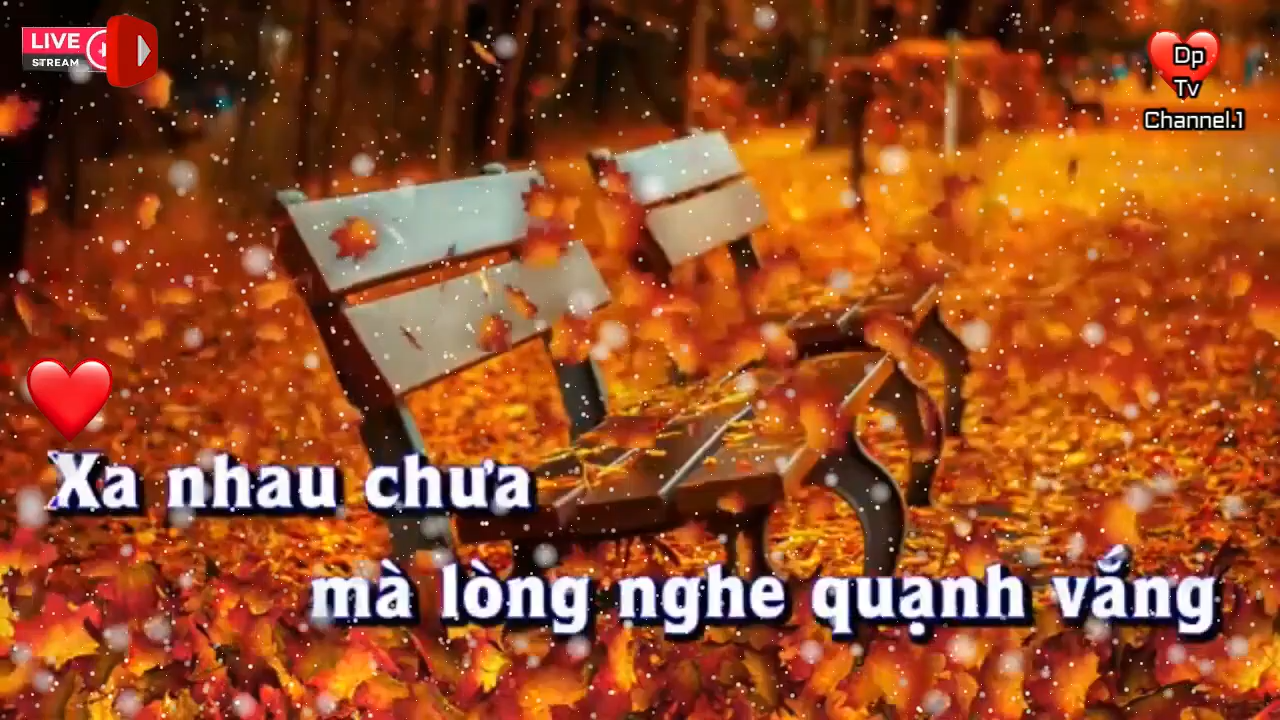 LIVE
STREAM
Dp
Tv
Channel.1
Xa nhau chưa
mà lòng nghe quạnh vắng